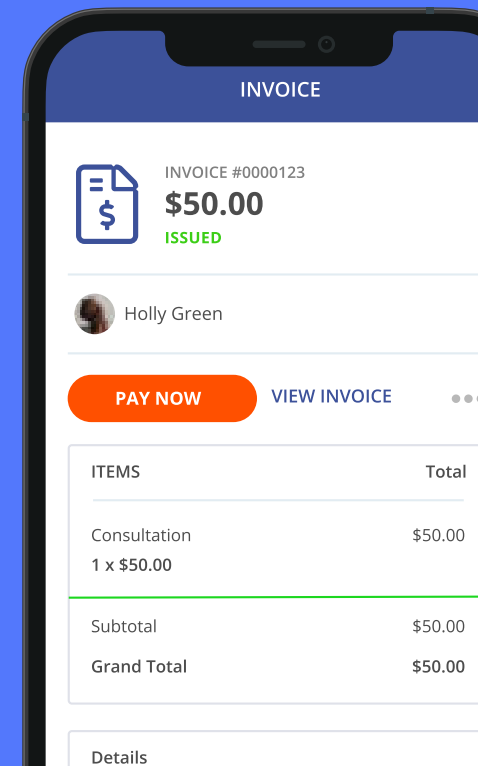 INVOICE
INVOICE #0000123
$50.00
ISSUED
$
Holly Green
PAY NOW VIEW INVOICE
ITEMS Total
Consultation $50.00
1 x $50.00
Subtotal $50.00
Grand Total $50.00
Details